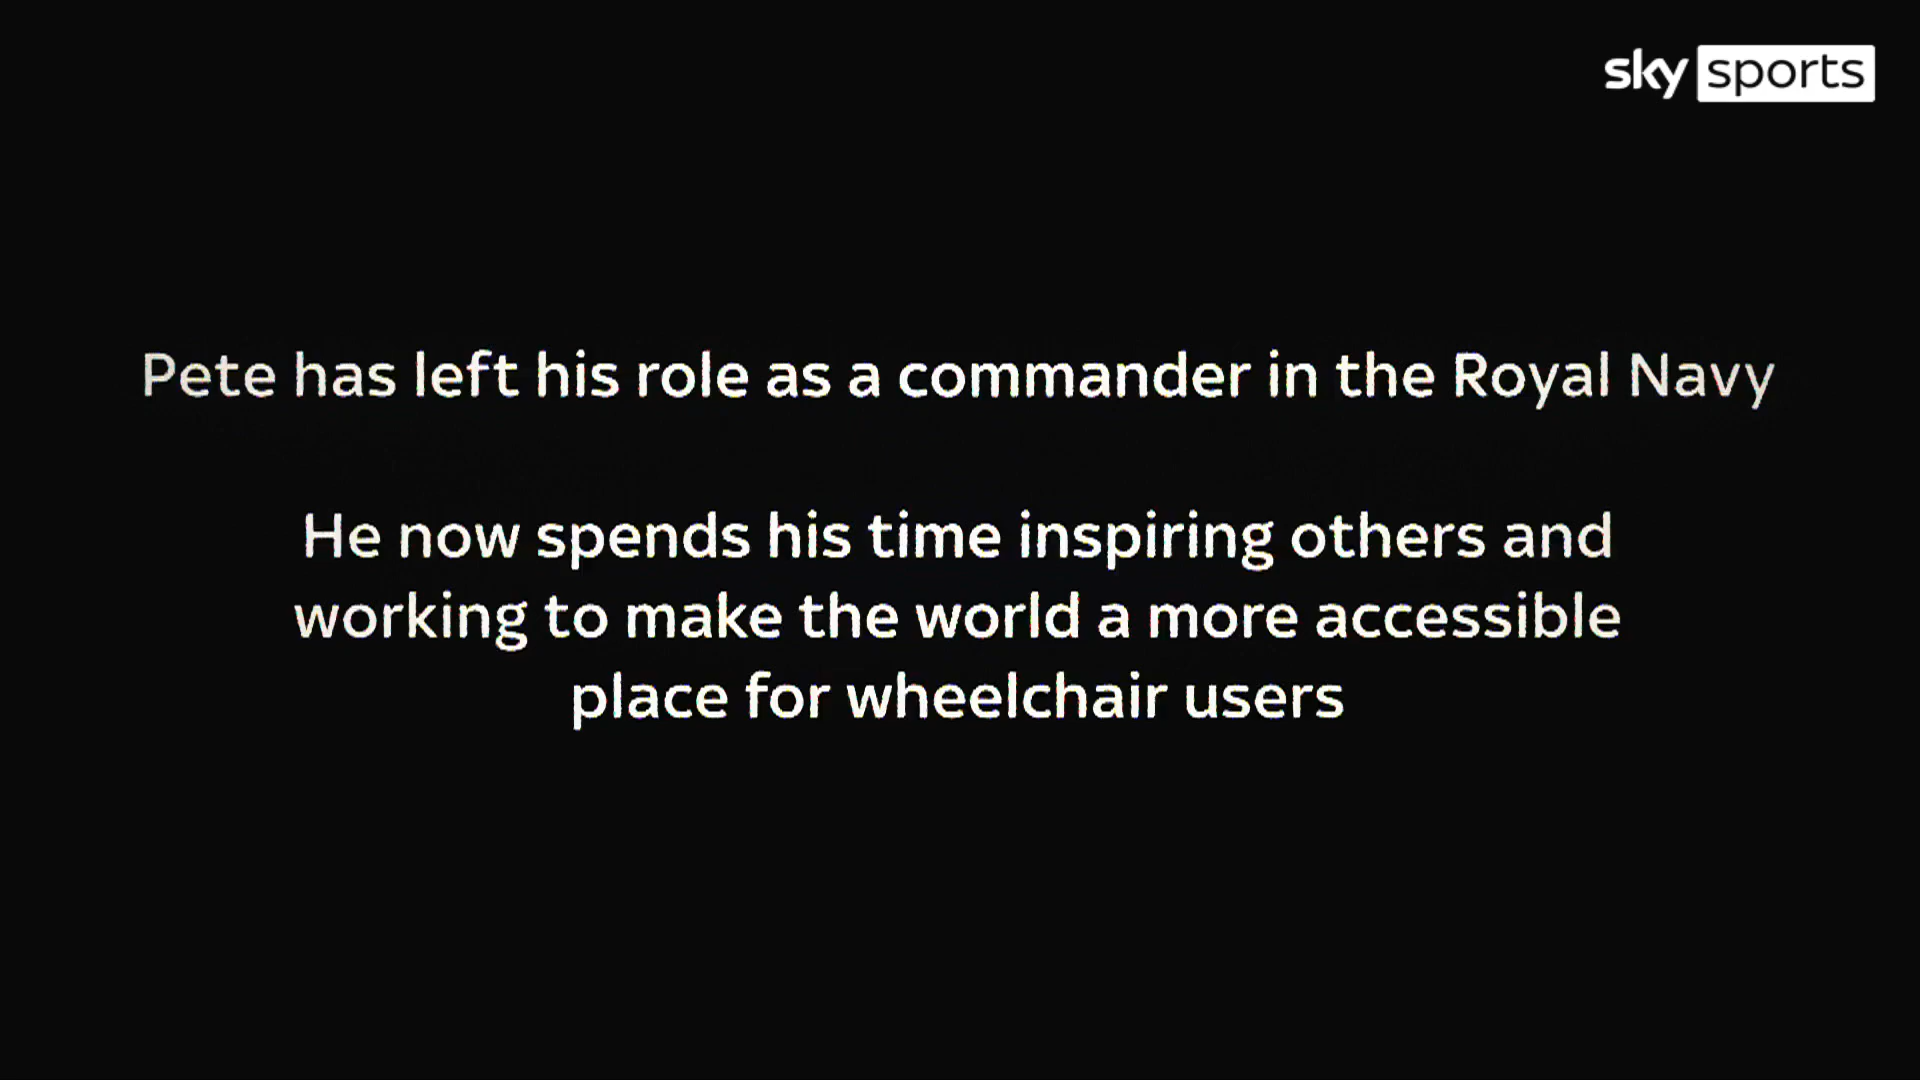 sky sports
Pete has left his role as a commander in the Royal Navy
He now spends his time inspiring others and
working to make the world a more accessible
place for wheelchair users